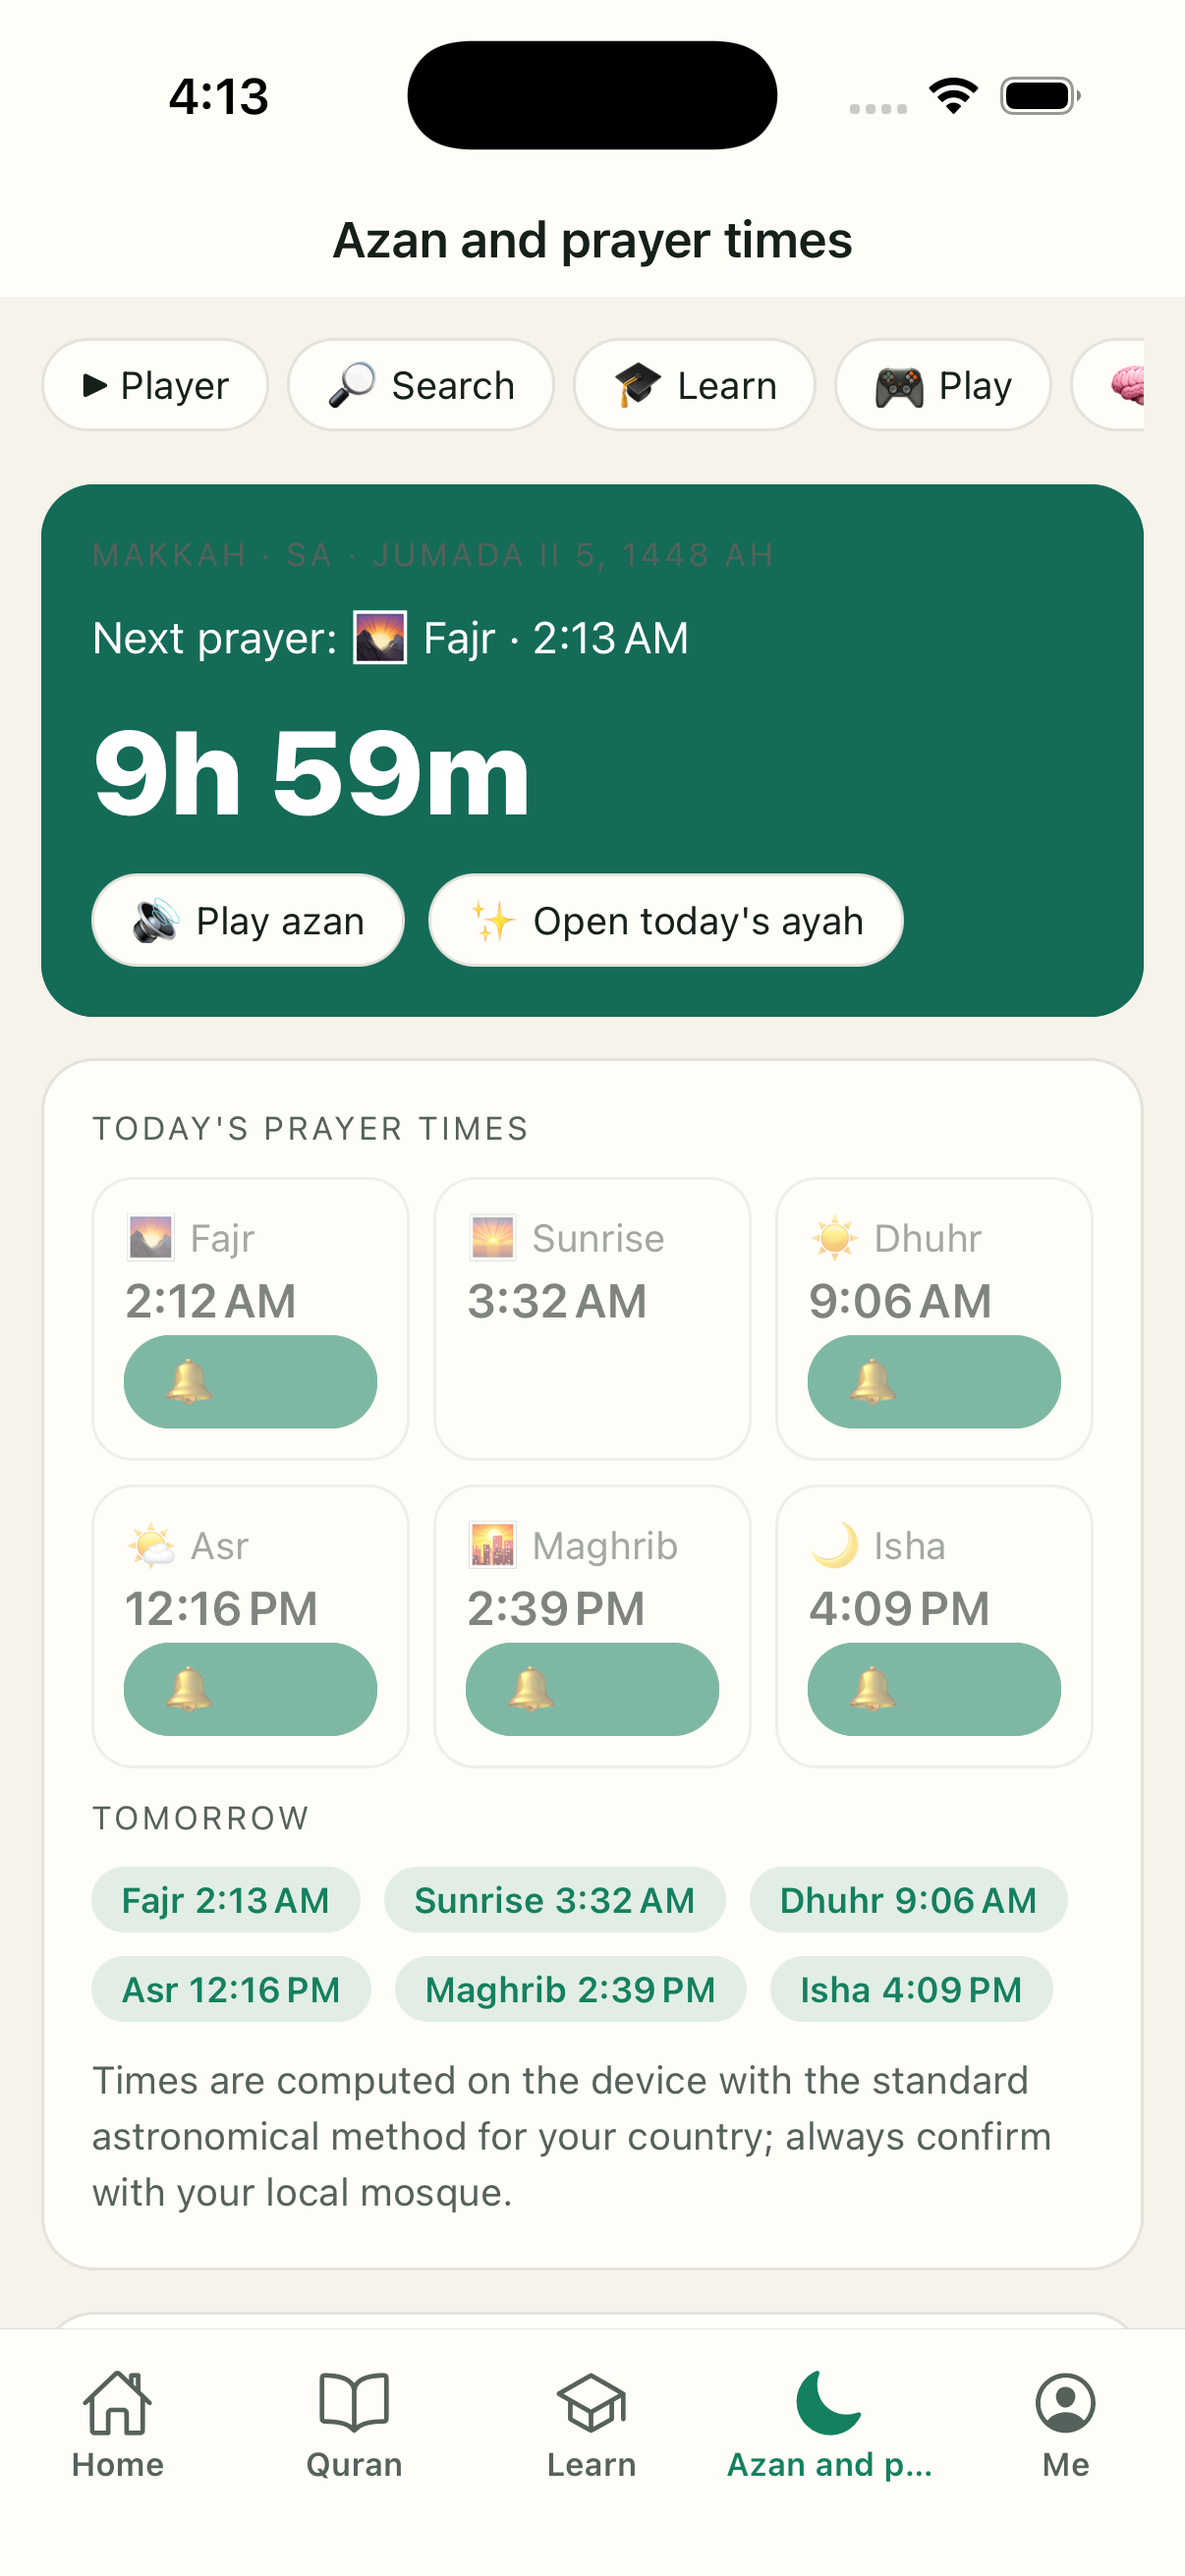 4:13
Azan and prayer times
Player Search Learn Play
MAKKAH · SA · JUMADA II 5, 1448 AH
Next prayer: Fajr · 2:13 AM
9h 59m
Play azan Open today's ayah
TODAY'S PRAYER TIMES
Fajr Sunrise Dhuhr
2:12 AM 3:32 AM 9:06 AM
Asr Maghrib Isha
12:16 PM 2:39 PM 4:09 PM
TOMORROW
Fajr 2:13 AM Sunrise 3:32 AM Dhuhr 9:06 AM
Asr 12:16 PM Maghrib 2:39 PM Isha 4:09 PM
Times are computed on the device with the standard
astronomical method for your country; always confirm
with your local mosque.
Home Quran Learn Azan and p... Me